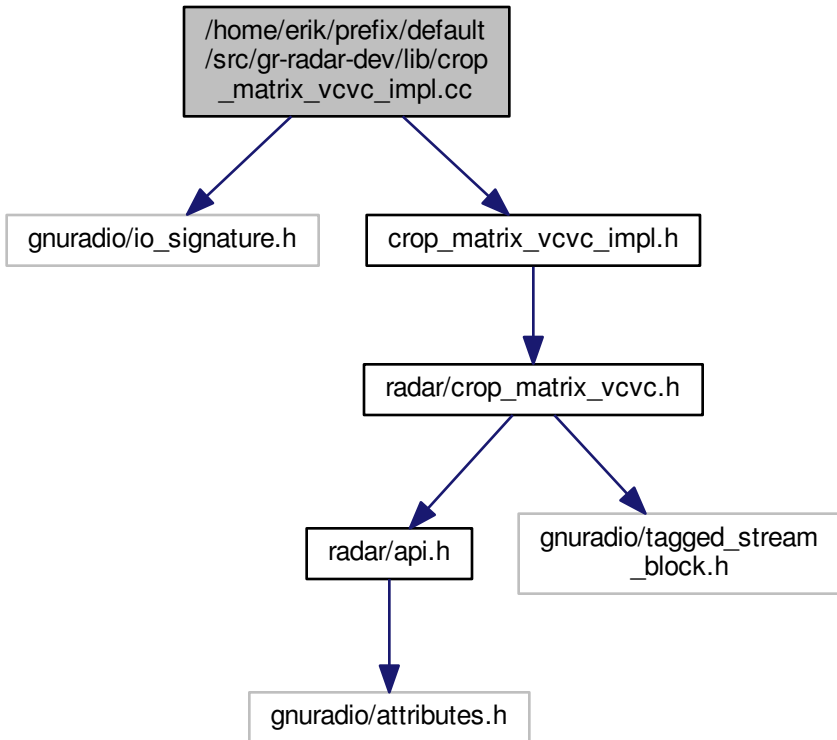 /home/erik/prefix/default
/src/gr-radar-dev/lib/crop
_matrix_vcvc_impl.cc
gnuradio/io_signature.h
crop_matrix_vcvc_impl.h
radar/crop_matrix_vcvc.h
radar/api.h
gnuradio/tagged_stream
_block.h
gnuradio/attributes.h